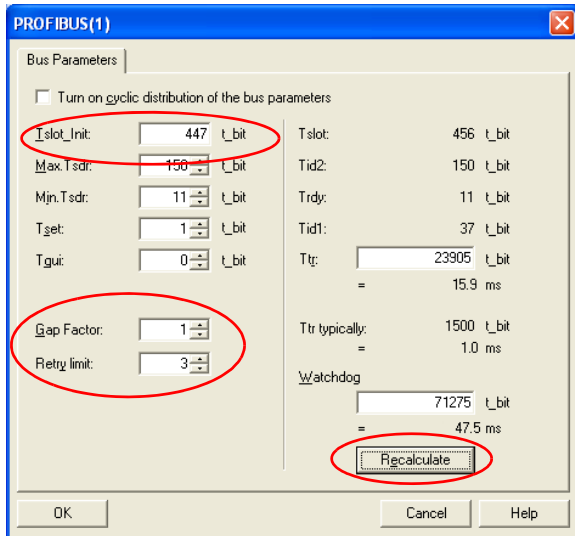 PROFIBUS(1)
Bus Parameters
Turn on cyclic distribution of the bus parameters
Tslot_Init: 447 t_bit Tslot: 456 t_bit
Max.Tsdr: 150 t_bit Tid2: 150 t_bit
Min.Tsdr: 11 t_bit Trdy: 11 t_bit
Tset: 1 t_bit Tid1: 37 t_bit
Tqui: 0 t_bit Ttr: 23905 t_bit
= 15.9 ms
Gap Factor: 1 Ttr typically: 1500 t_bit
= 1.0 ms
Retry limit: 3
Watchdog
71275 t_bit
= 47.5 ms
Recalculate
OK Cancel Help